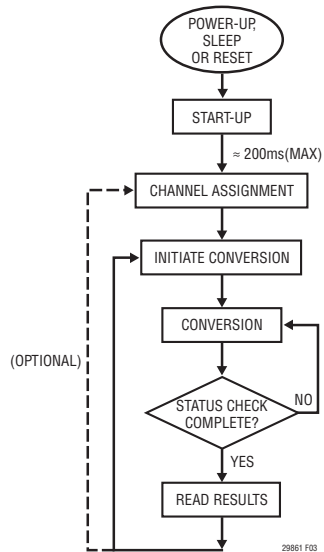 POWER-UP,
SLEEP
OR RESET
START-UP
≈ 200ms(MAX)
CHANNEL ASSIGNMENT
INITIATE CONVERSION
CONVERSION
(OPTIONAL)
STATUS CHECK
COMPLETE?
NO
YES
READ RESULTS
29861 F03